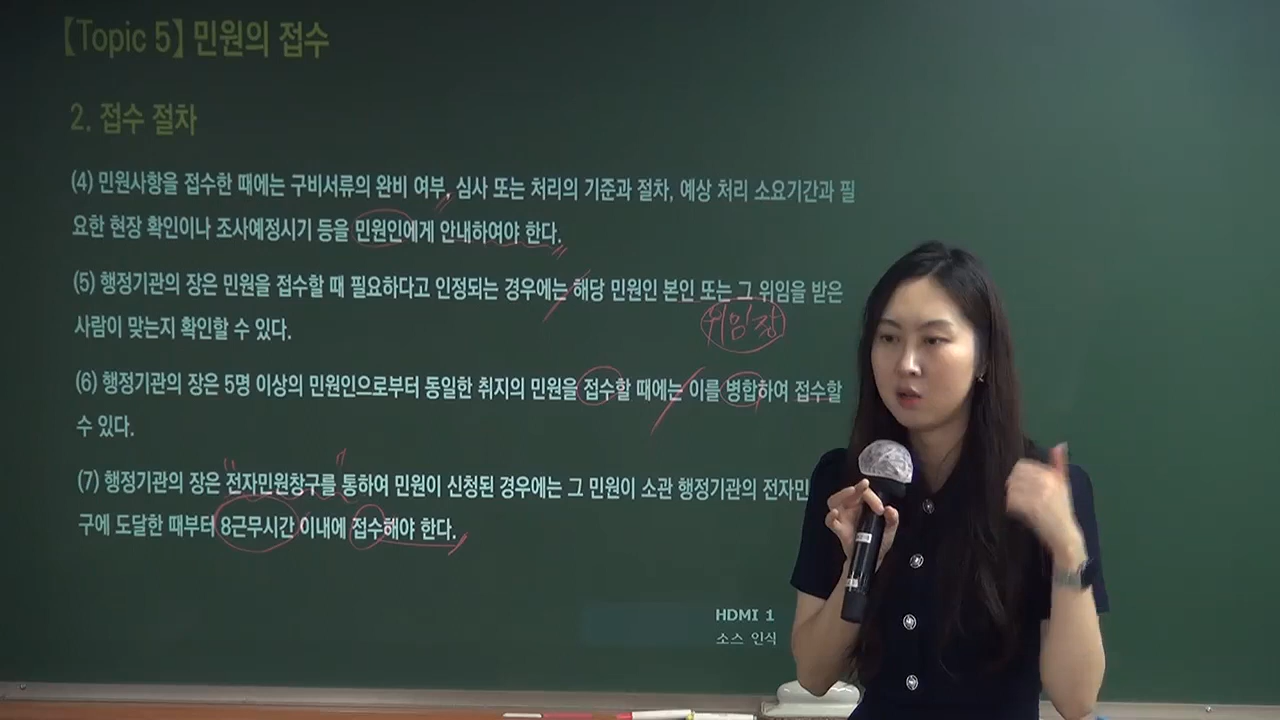 【Topic 5】 민원의 접수
2. 접수 절차
(4) 민원사항을 접수한 때에는 구비서류의 완비 여부, 심사 또는 처리의 기준과 절차, 예상 처리 소요기간과 필
요한 현장 확인이나 조사예정시기 등을 민원인에게 안내하여야 한다.
(5) 행정기관의 장은 민원을 접수할 때 필요하다고 인정되는 경우에는 해당 민원인 본인 또는 그 위임을 받은
사람이 맞는지 확인할 수 있다.
위임장
(6) 행정기관의 장은 5명 이상의 민원인으로부터 동일한 취지의 민원을 접수할 때에는 이를 병합하여 접수할
수 있다.
(7) 행정기관의 장은 전자민원창구를 통하여 민원이 신청된 경우에는 그 민원이 소관 행정기관의 전자민
구에 도달한 때부터 8근무시간 이내에 접수해야 한다.
HDMI 1
소스 인식